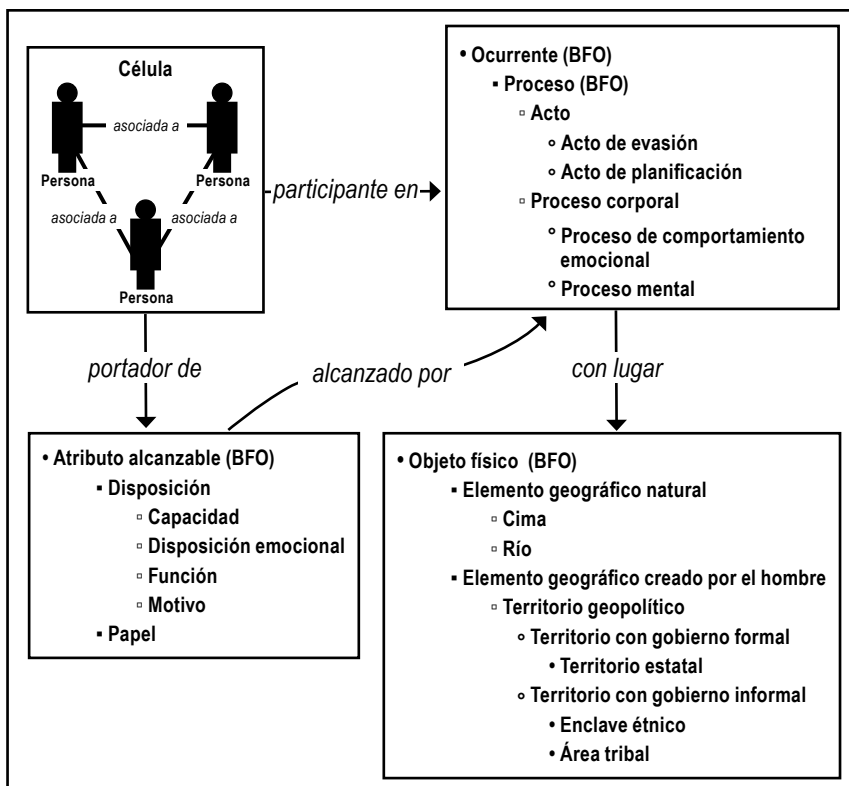 Célula
asociada a
Persona
Persona
asociada a
asociada a
Persona
participante en
• Ocurrente (BFO)
▪ Proceso (BFO)
▫ Acto
∘ Acto de evasión
∘ Acto de planificación
▫ Proceso corporal
° Proceso de comportamiento
emocional
° Proceso mental
portador de
alcanzado por
con lugar
• Atributo alcanzable (BFO)
▪ Disposición
▫ Capacidad
▫ Disposición emocional
▫ Función
▫ Motivo
▪ Papel
• Objeto físico (BFO)
▪ Elemento geográfico natural
▫ Cima
▫ Río
▪ Elemento geográfico creado por el hombre
▫ Territorio geopolítico
∘ Territorio con gobierno formal
• Territorio estatal
∘ Territorio con gobierno informal
• Enclave étnico
• Área tribal